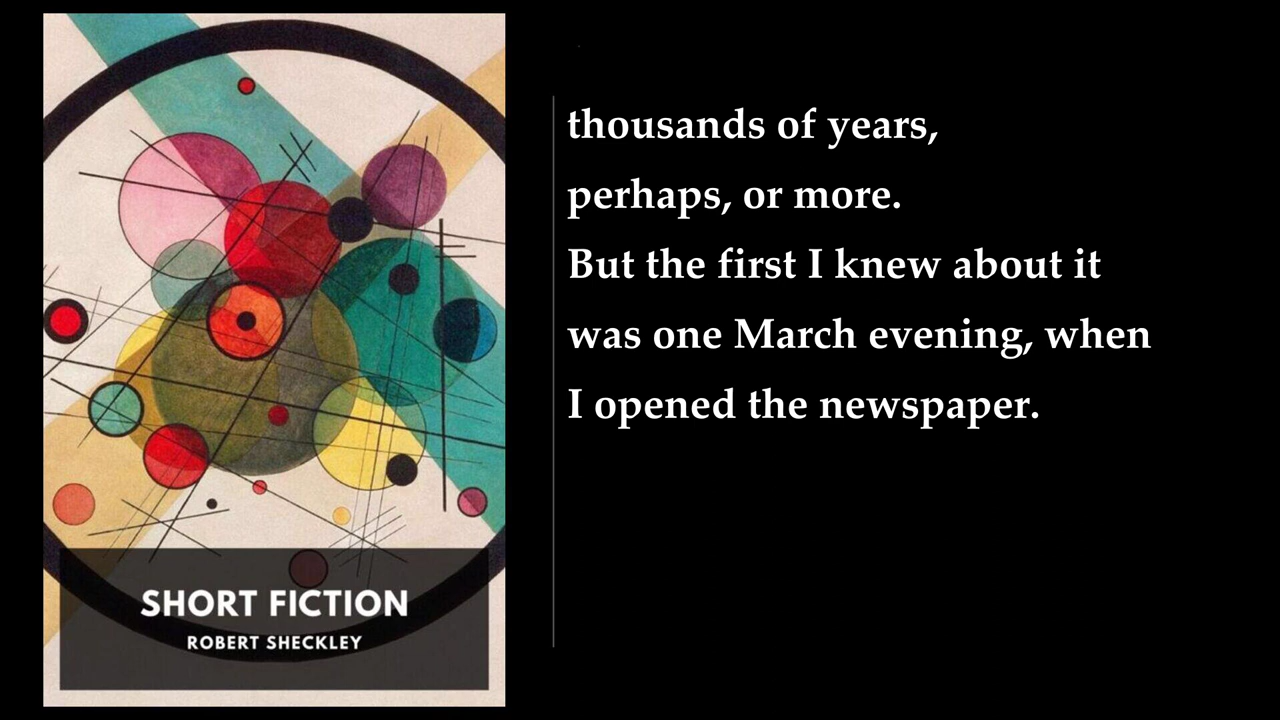 SHORT FICTION
ROBERT SHECKLEY
thousands of years,
perhaps, or more.
But the first I knew about it
was one March evening, when
I opened the newspaper.